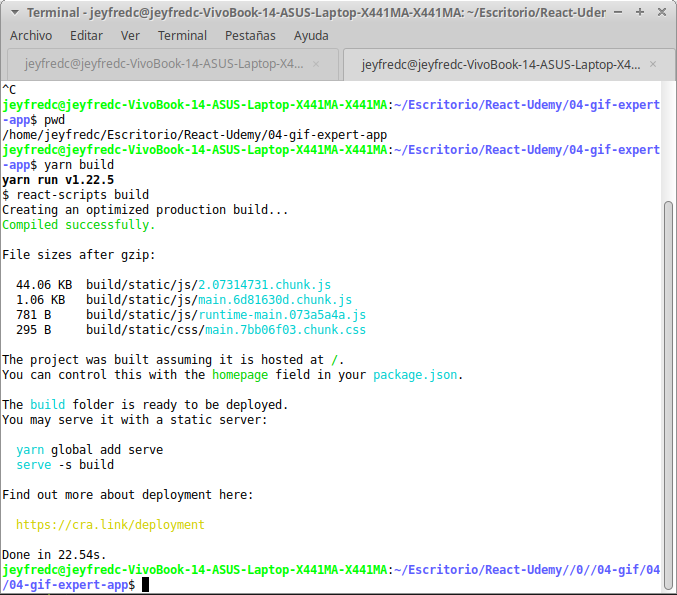 Terminal - jeyfredc@jeyfredc-VivoBook-14-ASUS-Laptop-X441MA-X441MA: ~/Escritorio/React-Uder
Archivo Editar Ver Terminal Pestañas Ayuda
jeyfredc@jeyfredc-VivoBook-14-ASUS-Laptop-X4... × jeyfredc@jeyfredc-VivoBook-14-ASUS-Laptop-X4... ×
^C
jeyfredc@jeyfredc-VivoBook-14-ASUS-Laptop-X441MA-X441MA:~/Escritorio/React-Udemy/04-gif-expert
-app$ pwd
/home/jeyfredc/Escritorio/React-Udemy/04-gif-expert-app
jeyfredc@jeyfredc-VivoBook-14-ASUS-Laptop-X441MA-X441MA:~/Escritorio/React-Udemy/04-gif-expert
-app$ yarn build
yarn run v1.22.5
$ react-scripts build
Creating an optimized production build...
Compiled successfully.
File sizes after gzip:
44.06 KB build/static/js/2.07314731.chunk.js
1.06 KB build/static/js/main.6d81630d.chunk.js
781 B build/static/js/runtime-main.073a5a4a.js
295 B build/static/css/main.7bb06f03.chunk.css
The project was built assuming it is hosted at /.
You can control this with the homepage field in your package.json.
The build folder is ready to be deployed.
You may serve it with a static server:
yarn global add serve
serve -s build
Find out more about deployment here:
https://cra.link/deployment
Done in 22.54s.
jeyfredc@jeyfredc-VivoBook-14-ASUS-Laptop-X441MA-X441MA:~/Escritorio/React-Udemy//0//04-gif/04
/04-gif-expert-app$